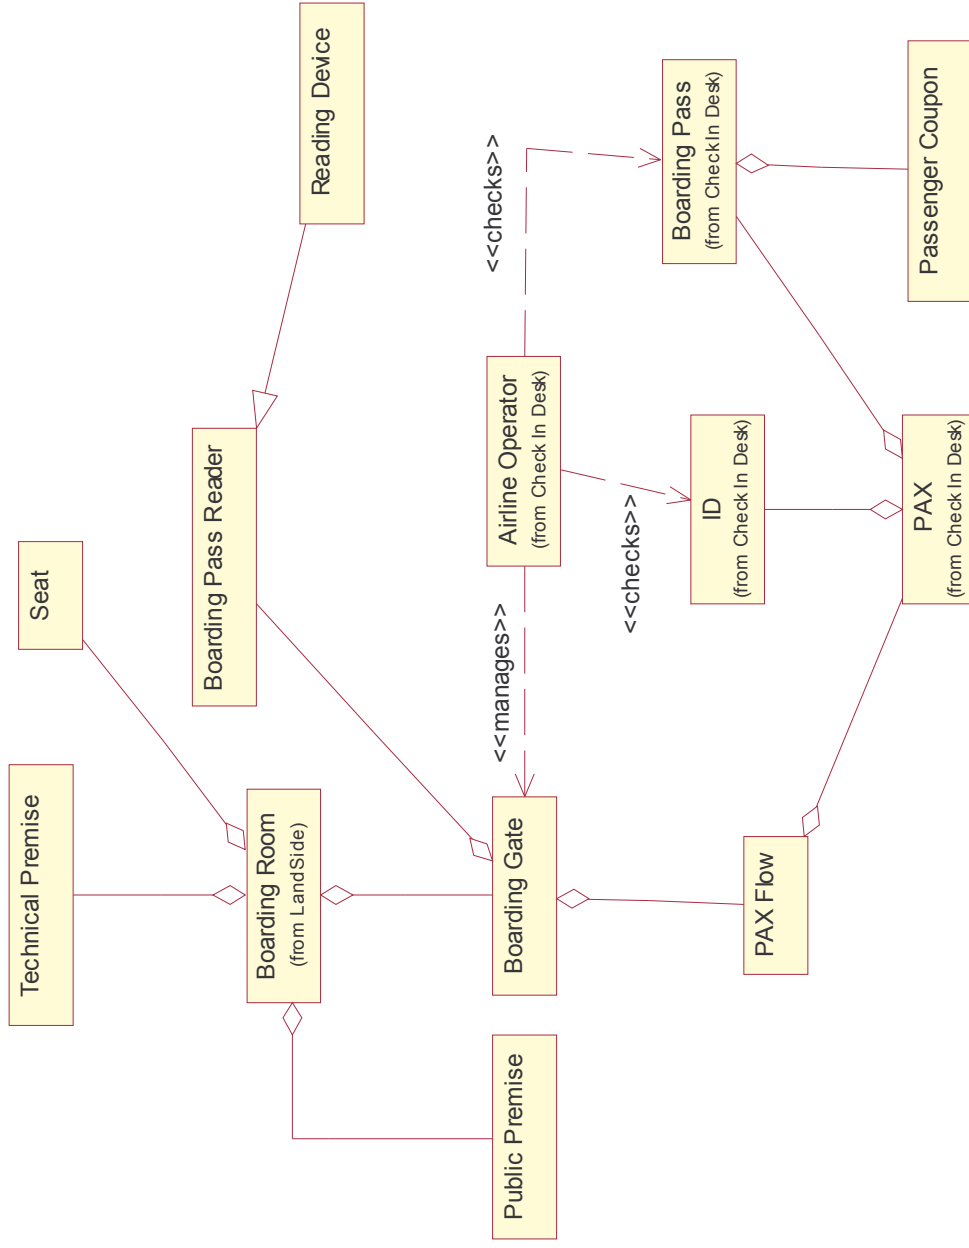 Technical Premise
Seat
Reading Device
Boarding Pass Reader
Boarding Room
(from LandSide)
Public Premise
Boarding Gate
<<manages>>
Airline Operator
(from Check In Desk)
<<checks>>
<<checks>>
ID
(from Check In Desk)
Boarding Pass
(from Check In Desk)
PAX Flow
PAX
(from Check In Desk)
Passenger Coupon